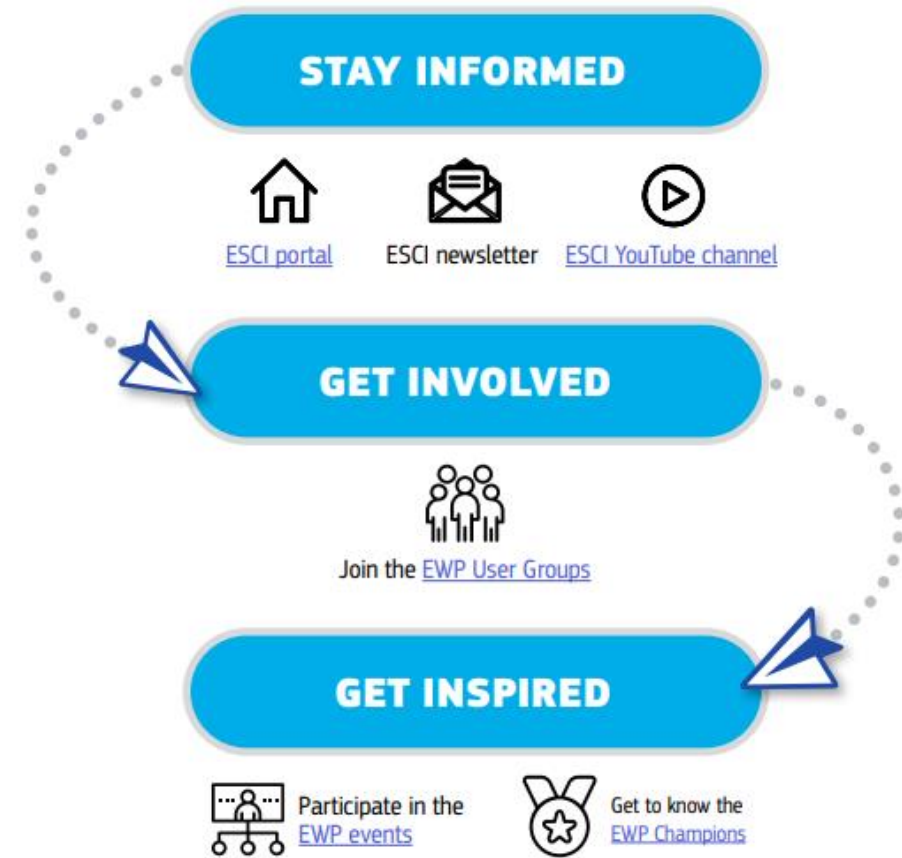 STAY INFORMED
ESCI portal
ESCI newsletter
ESCI YouTube channel
GET INVOLVED
Join the EWP User Groups
GET INSPIRED
Participate in the
EWP events
Get to know the
EWP Champions